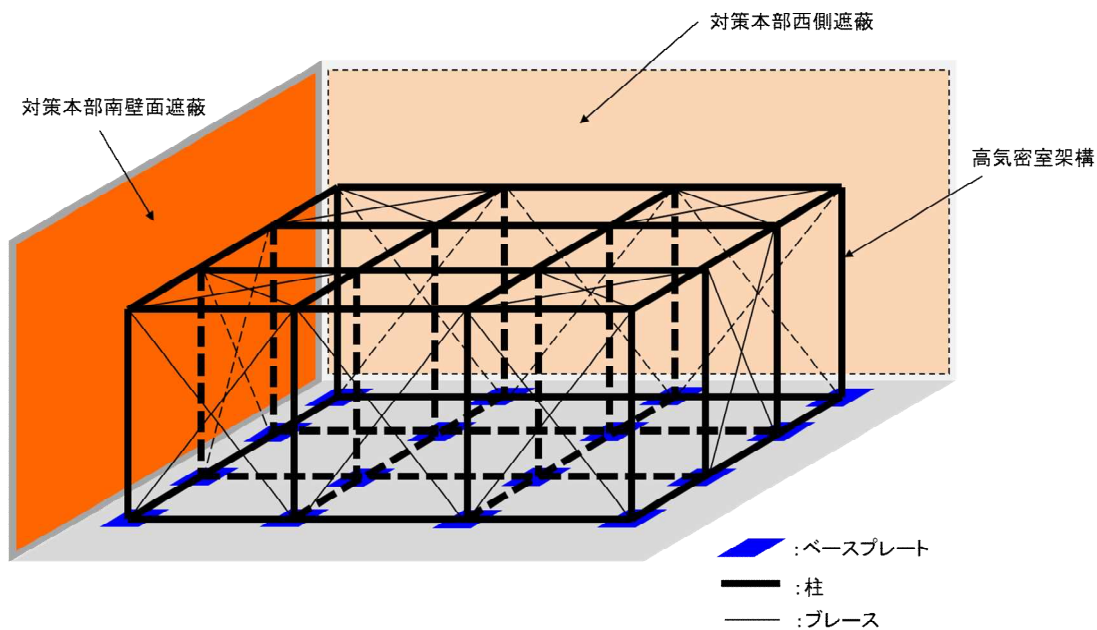 対策本部西側遮蔽
対策本部南壁面遮蔽
高気密室架構
：ベースプレート
：柱
：ブレース